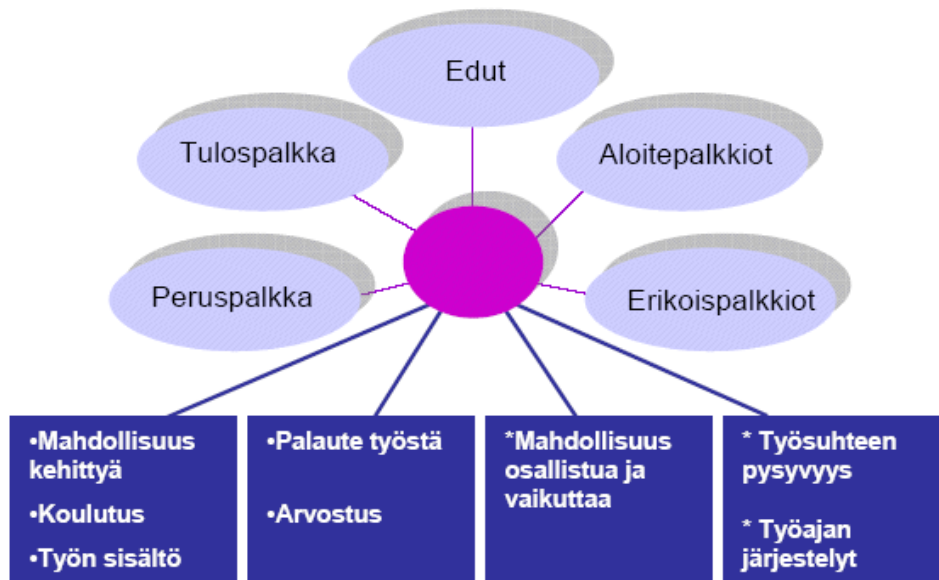 Edut
Tulospalkka
Aloitepalkkiot
Peruspalkka
Erikoispalkkiot
•Mahdollisuus
kehittyä
•Koulutus
•Työn sisältö
•Palaute työstä
•Arvostus
*Mahdollisuus
osallistua ja
vaikuttaa
* Työsuhteen
pysyvyys
* Työajan
järjestelyt